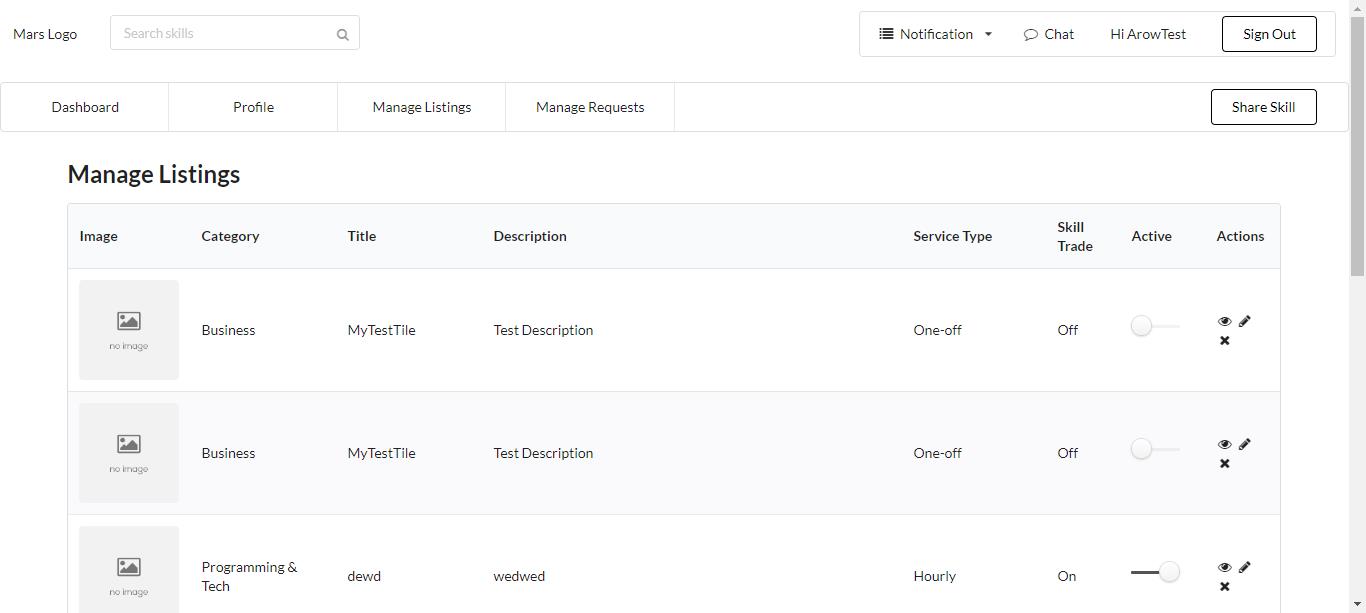 Mars Logo
Search skills
Notification
Chat
Hi ArowTest
Sign Out
Dashboard
Profile
Manage Listings
Manage Requests
Share Skill
Manage Listings
Image
Category
Title
Description
Service Type
Skill
Trade
Active
Actions
no image
Business
MyTestTile
Test Description
One-off
Off
no image
Business
MyTestTile
Test Description
One-off
Off
no image
Programming &
Tech
dewd
wedwed
Hourly
On